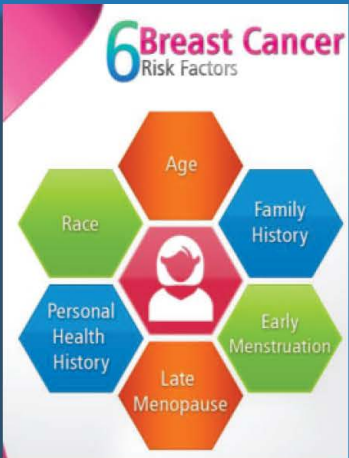 6 Breast Cancer
Risk Factors
Age
Family
History
Early
Menstruation
Late
Menopause
Personal
Health
History
Race